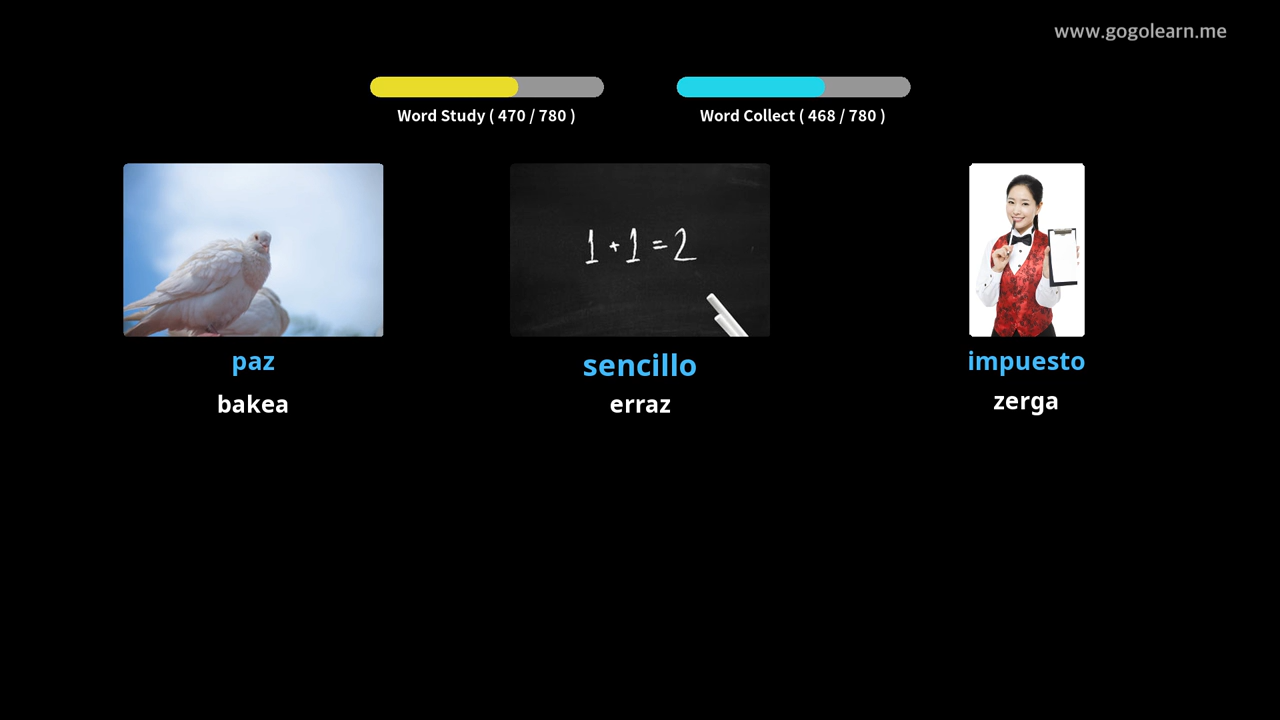 www.gogolearn.me
Word Study ( 470 / 780 )
Word Collect ( 468 / 780 )
1 + 1 = 2
paz
sencillo
impuesto
bakea
erraz
zerga